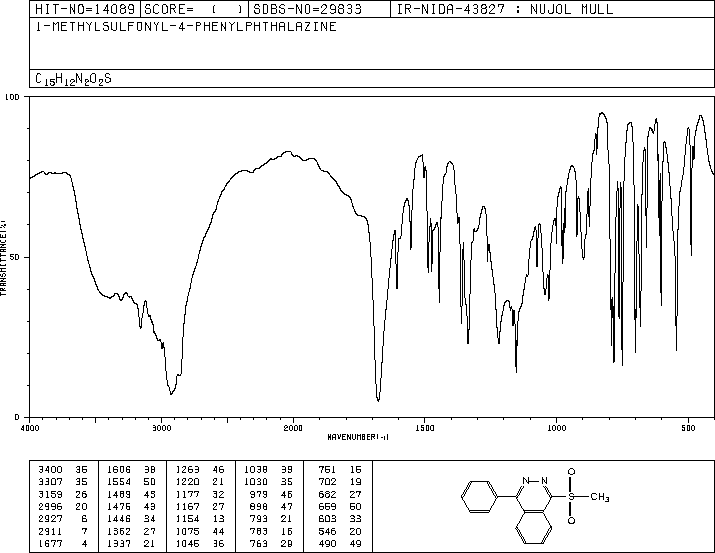 HIT-NO=14089 SCORE= ( ) SDBS-NO=29833 IR-NIDA-43827 : NUJOL MULL
1-METHYLSULFONYL-4-PHENYLPHTHALAZINE
C15H12N2O2S
100
50
0
TRANSMITTANCE(%)
4000 3000 2000 1500 1000 500
WAVENUMBER(-1)
3400 35 1606 38 1263 46 1038 39 751 15
3307 35 1554 50 1220 21 1030 35 702 19
3159 26 1489 43 1177 32 979 46 682 27
2996 20 1476 43 1167 27 898 47 659 50
2927 6 1446 34 1154 13 793 21 603 33
2911 7 1362 27 1075 44 783 16 546 20
1677 4 1337 21 1045 36 763 29 490 49
N N
O
S CH3
O